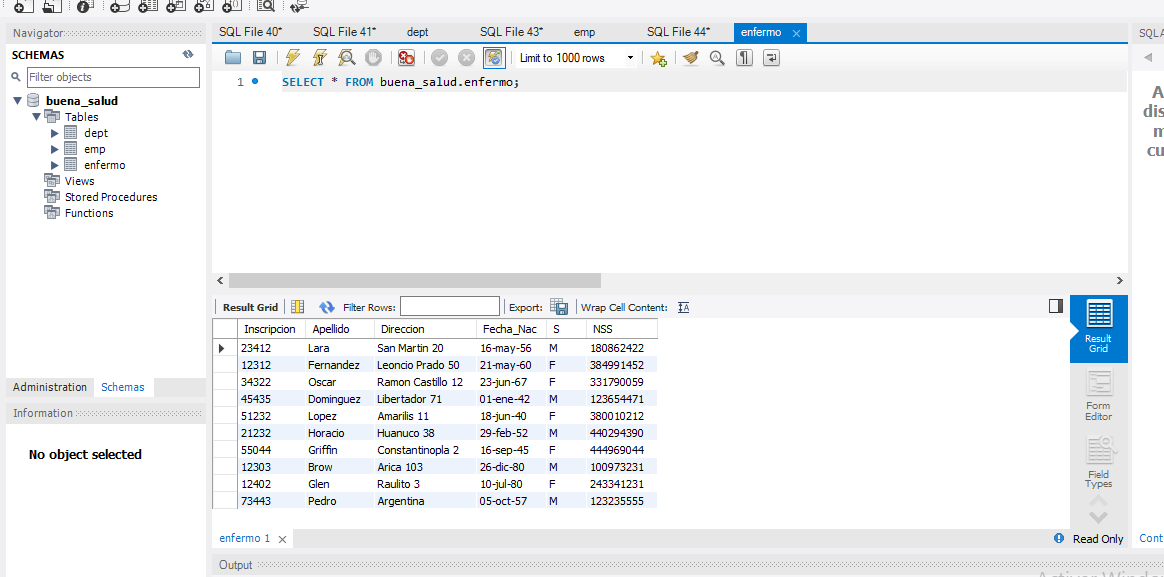 Navigator
SQL File 40* SQL File 41* dept SQL File 43* emp SQL File 44* enfermo
SCHEMAS
Limit to 1000 rows
Filter objects
1 SELECT * FROM buena_salud.enfermo;
buena_salud
Tables
dept
emp
enfermo
Views
Stored Procedures
Functions
Administration Schemas
Information
No object selected
Result Grid Filter Rows: Export: Wrap Cell Content:
Inscripcion Apellido Direccion Fecha_Nac S NSS
23412 Lara San Martin 20 16-may-56 M 180862422
12312 Fernandez Leoncio Prado 50 21-may-60 F 384991452
34322 Oscar Ramon Castillo 12 23-jun-67 F 331790059
45435 Dominguez Libertador 71 01-ene-42 M 123654471
51232 Lopez Amarilis 11 18-jun-40 F 380010212
21232 Horacio Huanuco 38 29-feb-52 M 440294390
55044 Griffin Constantinopla 2 16-sep-45 F 444969044
12303 Brow Arica 103 26-dic-80 M 100973231
12402 Glen Raulito 3 10-jul-80 F 243341231
73443 Pedro Argentina 05-oct-57 M 123235555
Result
Grid
Form
Editor
Field
Types
enfermo 1
Read Only
Output
SQLA
A
dis
m
cu
Cont